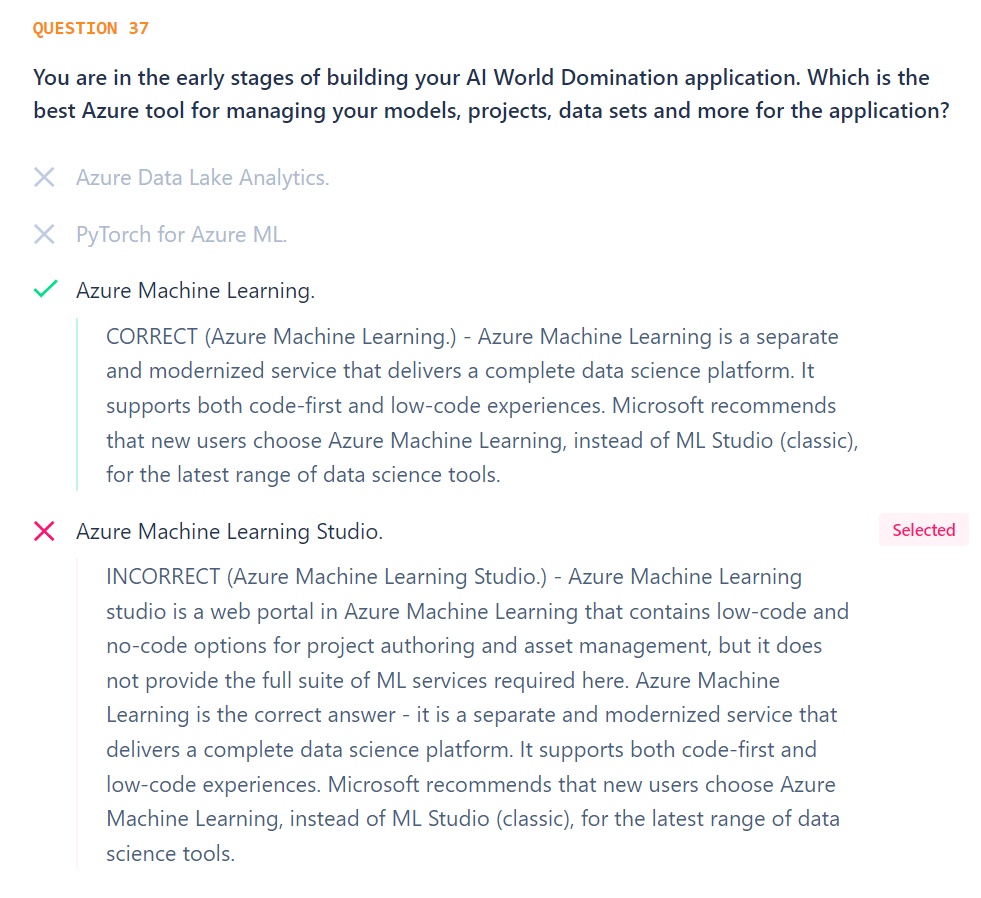 QUESTION 37
You are in the early stages of building your AI World Domination application. Which is the
best Azure tool for managing your models, projects, data sets and more for the application?
Azure Data Lake Analytics.
PyTorch for Azure ML.
Azure Machine Learning.
CORRECT (Azure Machine Learning.) - Azure Machine Learning is a separate
and modernized service that delivers a complete data science platform. It
supports both code-first and low-code experiences. Microsoft recommends
that new users choose Azure Machine Learning, instead of ML Studio (classic),
for the latest range of data science tools.
Azure Machine Learning Studio.
Selected
INCORRECT (Azure Machine Learning Studio.) - Azure Machine Learning
studio is a web portal in Azure Machine Learning that contains low-code and
no-code options for project authoring and asset management, but it does
not provide the full suite of ML services required here. Azure Machine
Learning is the correct answer - it is a separate and modernized service that
delivers a complete data science platform. It supports both code-first and
low-code experiences. Microsoft recommends that new users choose Azure
Machine Learning, instead of ML Studio (classic), for the latest range of data
science tools.